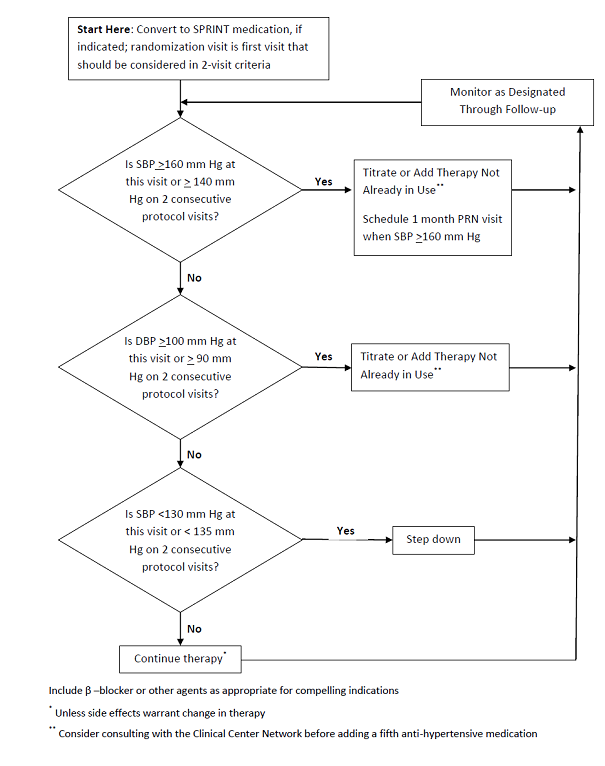 Start Here: Convert to SPRINT medication, if
indicated; randomization visit is first visit that
should be considered in 2-visit criteria
Monitor as Designated
Through Follow-up
Is SBP ≥160 mm Hg at
this visit or ≥ 140 mm
Hg on 2 consecutive
protocol visits?
Yes
Titrate or Add Therapy Not
Already in Use**
Schedule 1 month PRN visit
when SBP ≥160 mm Hg
No
Is DBP ≥100 mm Hg at
this visit or ≥ 90 mm
Hg on 2 consecutive
protocol visits?
Yes
Titrate or Add Therapy Not
Already in Use**
No
Is SBP <130 mm Hg at
this visit or < 135 mm
Hg on 2 consecutive
protocol visits?
Yes
Step down
No
Continue therapy*
Include β –blocker or other agents as appropriate for compelling indications
* Unless side effects warrant change in therapy
** Consider consulting with the Clinical Center Network before adding a fifth anti-hypertensive medication